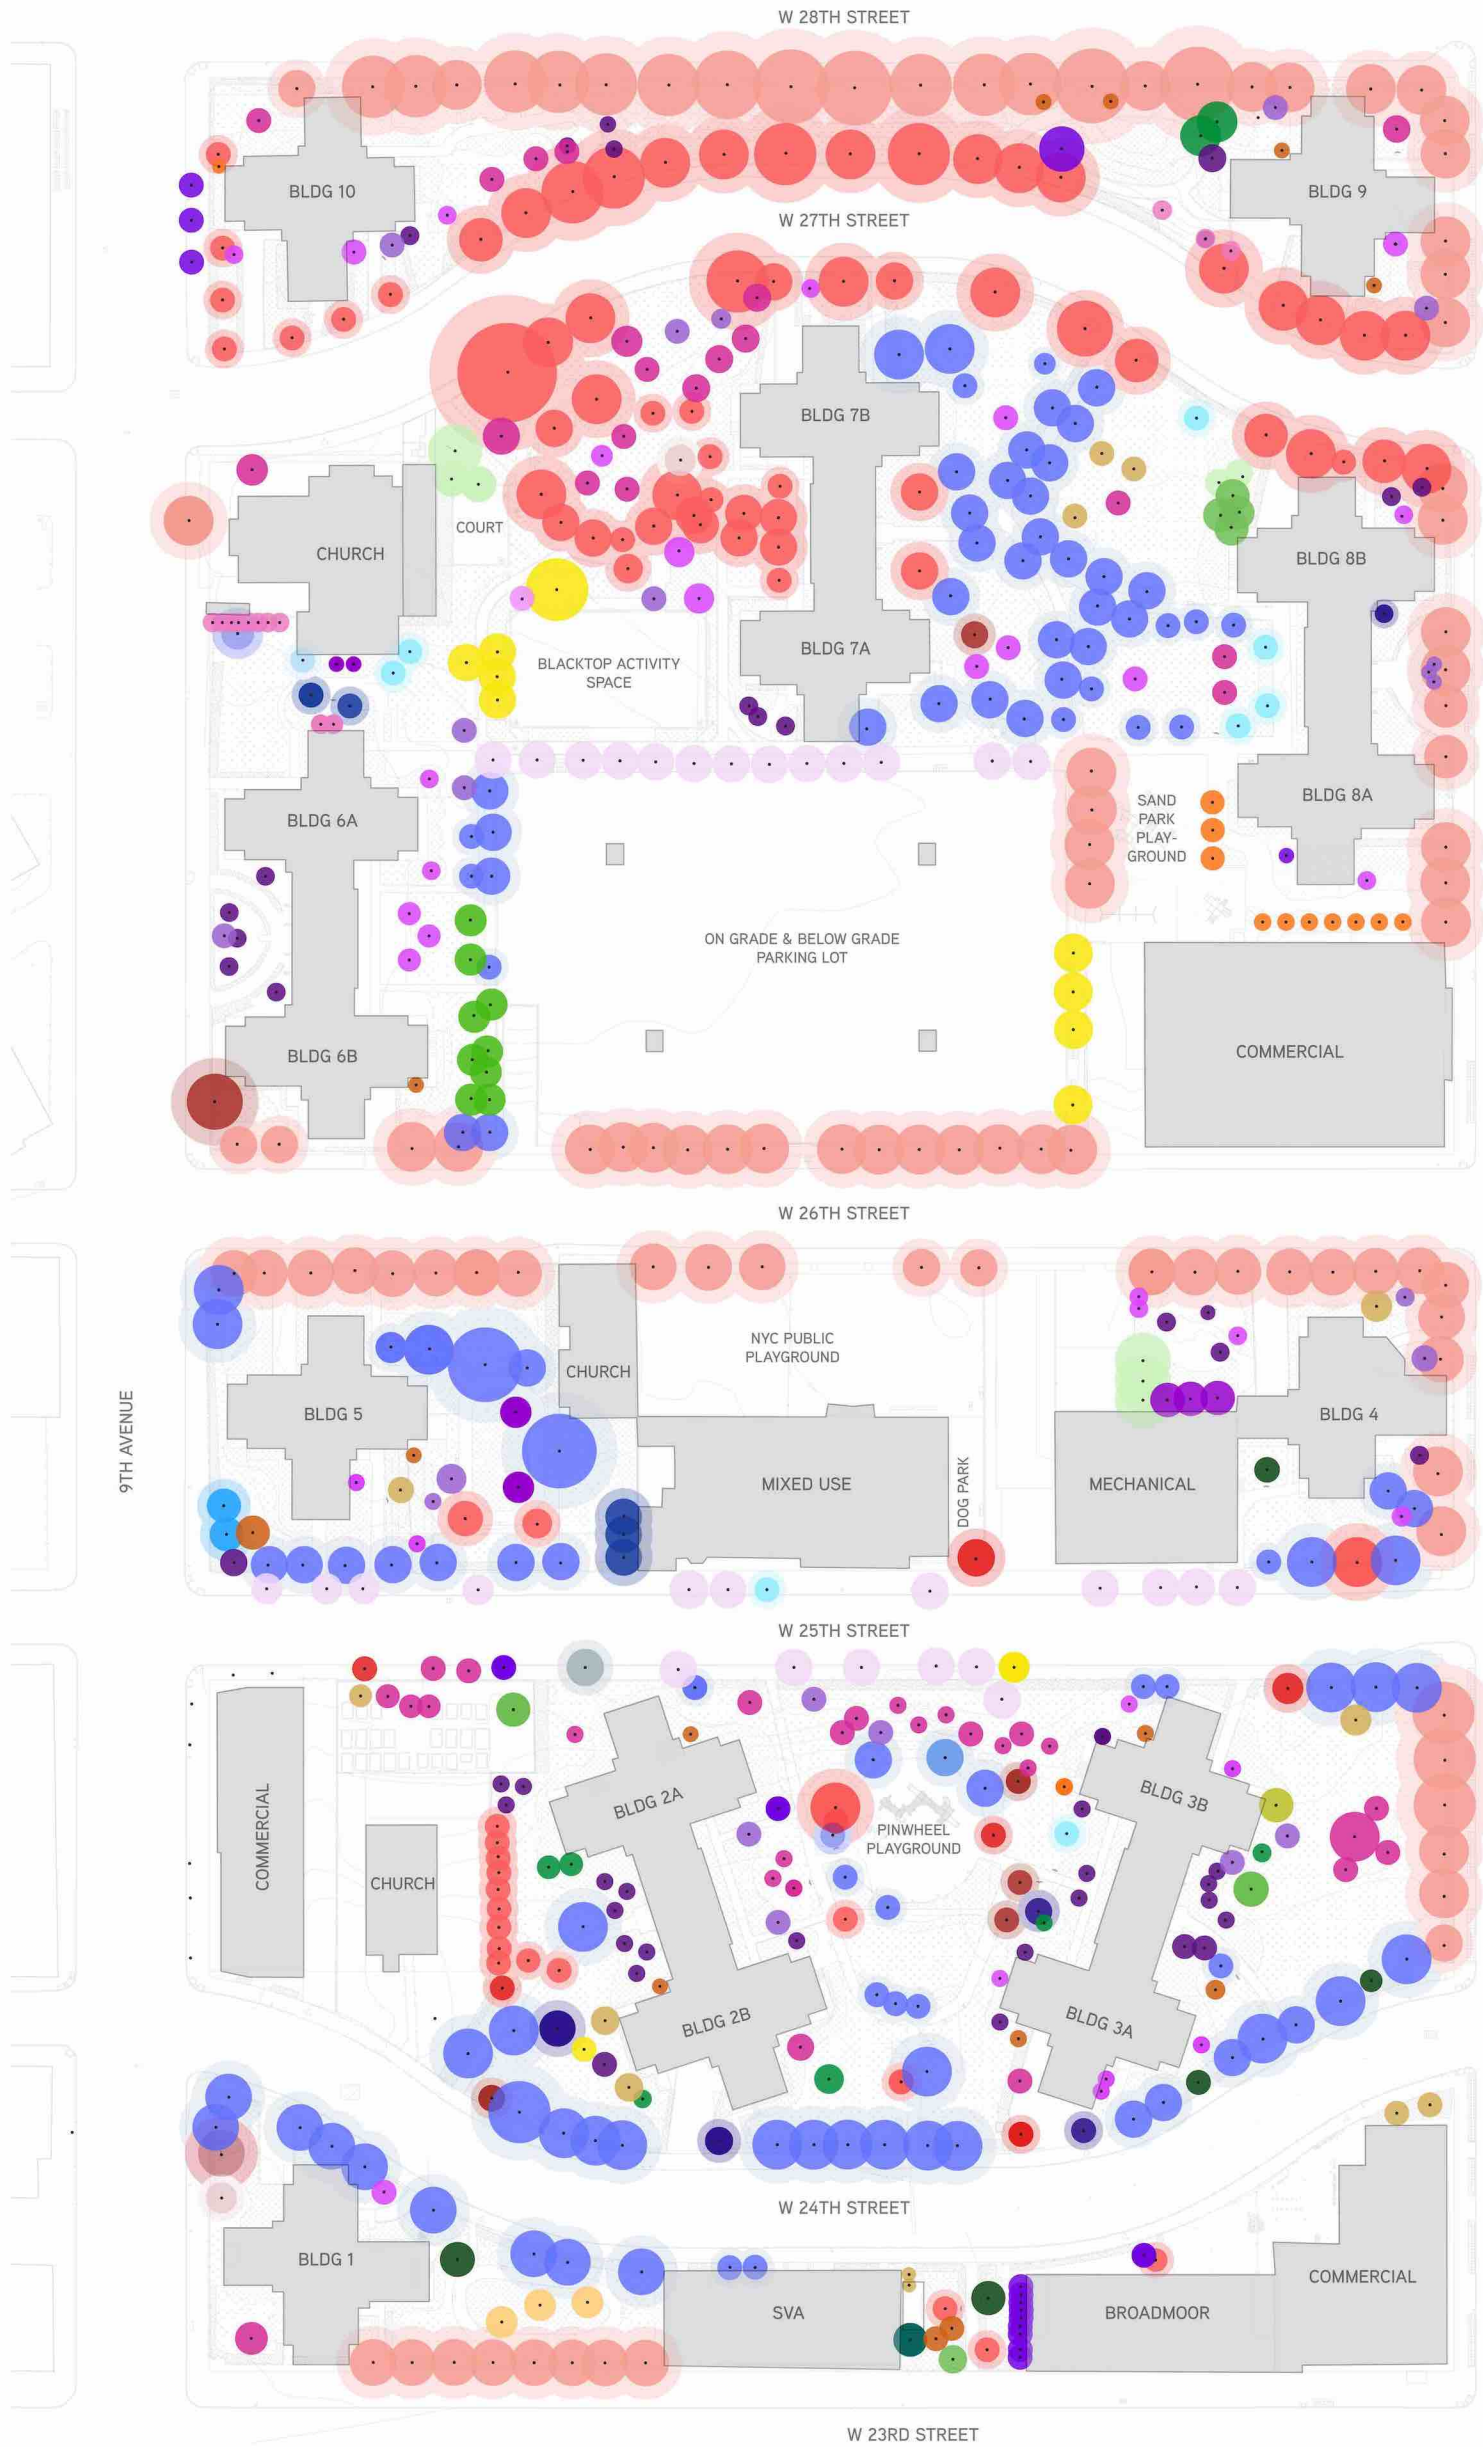 W 28TH STREET
BLDG 10
BLDG 9
W 27TH STREET
BLDG 7B
COURT
CHURCH
BLDG 8B
BLDG 7A
BLACKTOP ACTIVITY
SPACE
BLDG 6A
SAND
PARK
PLAY-
GROUND
BLDG 8A
ON GRADE & BELOW GRADE
PARKING LOT
BLDG 6B
COMMERCIAL
W 26TH STREET
NYC PUBLIC
PLAYGROUND
CHURCH
9TH AVENUE
BLDG 5
BLDG 4
MIXED USE
DOG PARK
MECHANICAL
W 25TH STREET
COMMERCIAL
BLDG 2A
BLDG 3B
PINWHEEL
PLAYGROUND
CHURCH
BLDG 2B
BLDG 3A
W 24TH STREET
BLDG 1
COMMERCIAL
SVA
BROADMOOR
W 23RD STREET